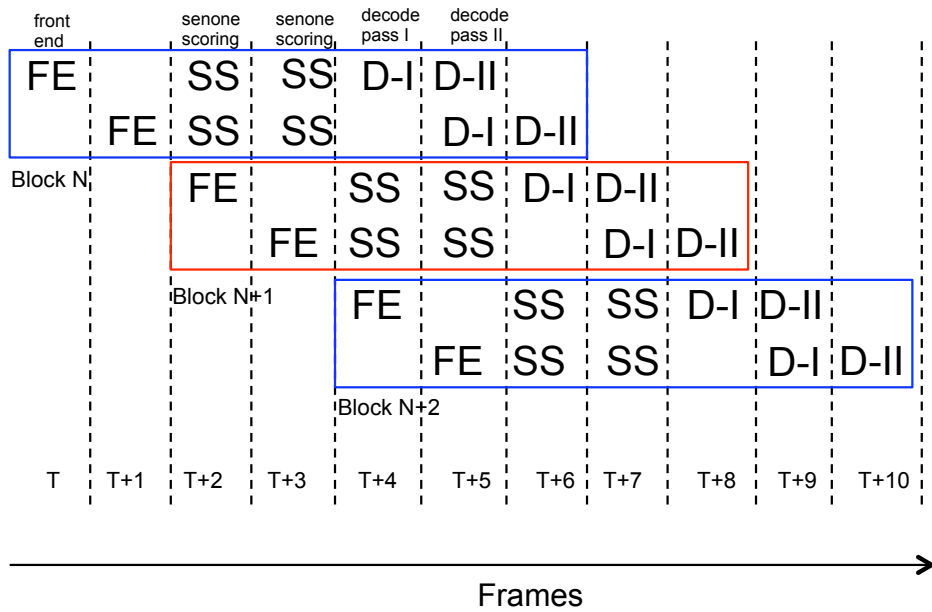 front end senone scoring senone scoring decode pass I decode pass II
FE SS SS D-I D-II
FE SS SS D-I D-II
Block N
FE SS SS D-I D-II
FE SS SS D-I D-II
Block N+1
FE SS SS D-I D-II
FE SS SS D-I D-II
Block N+2
T T+1 T+2 T+3 T+4 T+5 T+6 T+7 T+8 T+9 T+10
Frames